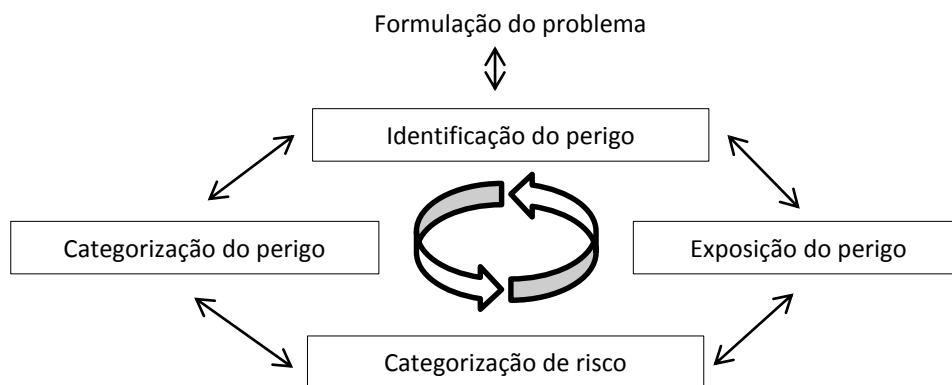 Formulação do problema
Identificação do perigo
Categorização do perigo
Exposição do perigo
Categorização de risco